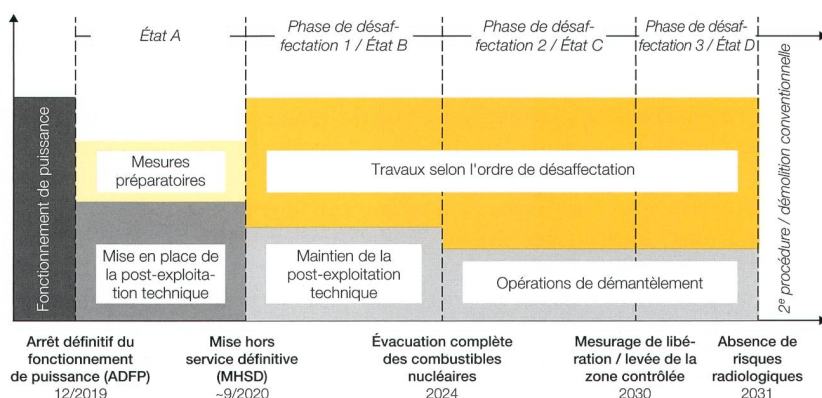 État A
Phase de désaf-
fectation 1 / État B
Phase de désaf-
fectation 2 / État C
Phase de désaf-
fectation 3 / État D
Fonctionnement de puissance
Mesures
préparatoires
Travaux selon l'ordre de désaffectation
Mise en place de
la post-exploita-
tion technique
Maintien de la
post-exploitation
technique
Opérations de démantèlement
2e procédure / démolition conventionnelle
Arrêt définitif du
fonctionnement
de puissance (ADFP)
12/2019
Mise hors
service définitive
(MHSD)
~9/2020
Évacuation complète
des combustibles
nucléaires
2024
Mesurage de libé-
ration / levée de la
zone contrôlée
2030
Absence de
risques
radiologiques
2031